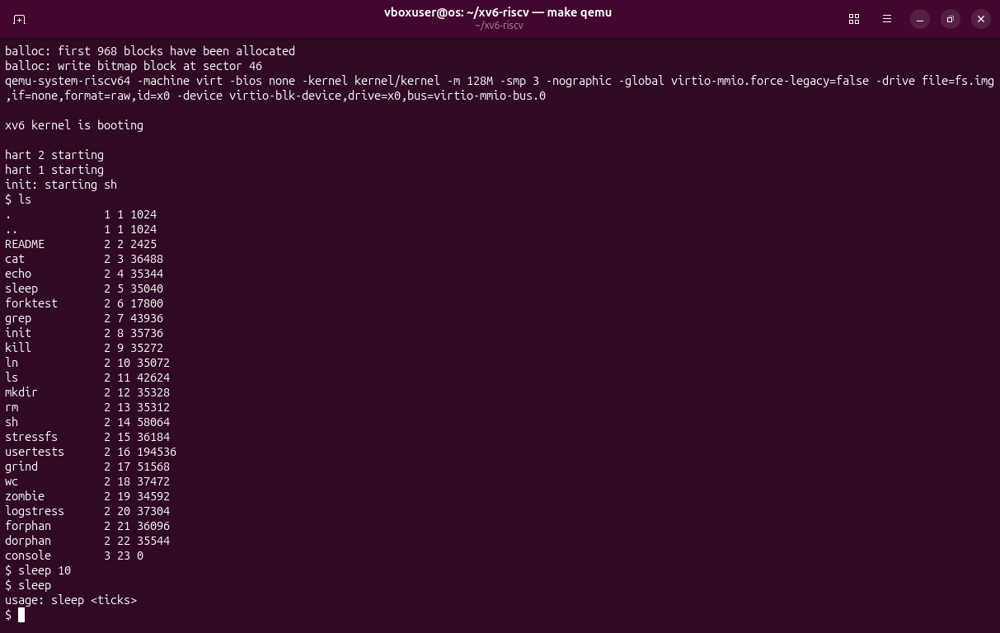 vboxuser@os: ~/xv6-riscv — make qemu
~/xv6-riscv
balloc: first 968 blocks have been allocated
balloc: write bitmap block at sector 46
qemu-system-riscv64 -machine virt -bios none -kernel kernel/kernel -m 128M -smp 3 -nographic -global virtio-mmio.force-legacy=false -drive file=fs.img
,if=none,format=raw,id=x0 -device virtio-blk-device,drive=x0,bus=virtio-mmio-bus.0
xv6 kernel is booting
hart 2 starting
hart 1 starting
init: starting sh
$ ls
.              1 1 1024
..             1 1 1024
README         2 2 2425
cat            2 3 36488
echo           2 4 35344
sleep          2 5 35040
forktest       2 6 17800
grep           2 7 43936
init           2 8 35736
kill           2 9 35272
ln             2 10 35072
ls             2 11 42624
mkdir          2 12 35328
rm             2 13 35312
sh             2 14 58064
stressfs       2 15 36184
usertests      2 16 194536
grind          2 17 51568
wc             2 18 37472
zombie         2 19 34592
logstress      2 20 37304
forphan        2 21 36096
dorphan        2 22 35544
console        3 23 0
$ sleep 10
$ sleep
usage: sleep <ticks>
$